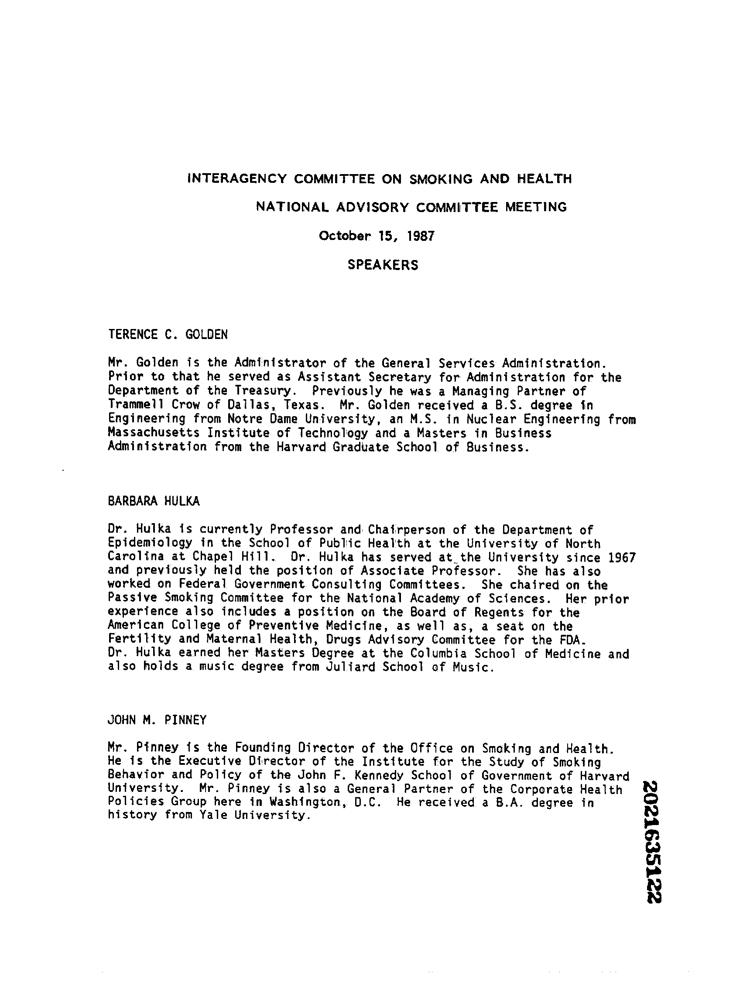 INTERAGENCY COMMITTEE ON SMOKING AND HEALTH
NATIONAL ADVISORY COMMITTEE MEETING
October 15, 1987
SPEAKERS
TERENCE C. GOLDEN
Mr. Golden is the Administrator of the General Services Administration.
Prior to that he served as Assistant Secretary for Administration for the
Department of the Treasury. Previously he was a Managing Partner of
Trammell Crow of Dallas, Texas. Mr. Golden received a B.S. degree in
Engineering from Notre Dame University, an M.S. in Nuclear Engineering from
Massachusetts Institute of Technology and a Masters in Business
Administration from the Harvard Graduate School of Business.
BARBARA HULKA
Dr. Hulka is currently Professor and Chairperson of the Department of
Epidemiology in the School of Public Health at the University of North
Carolina at Chapel Hill. Dr. Hulka has served at the University since 1967
and previously held the position of Associate Professor. She has also
worked on Federal Government Consulting Committees. She chaired on the
Passive Smoking Committee for the National Academy of Sciences. Her prior
experience also includes a position on the Board of Regents for the
American College of Preventive Medicine, as well as, a seat on the
Fertility and Maternal Health, Drugs Advisory Committee for the FDA.
Dr. Hulka earned her Masters Degree at the Columbia School of Medicine and
also holds a music degree from Juliard School of Music.
JOHN M. PINNEY
Mr. Pinney is the Founding Director of the Office on Smoking and Health.
He is the Executive Director of the Institute for the Study of Smoking
Behavior and Policy of the John F. Kennedy School of Government of Harvard
University. Mr. Pinney is also a General Partner of the Corporate Health
Policies Group here in Washington, D.C. He received a B.A. degree in
history from Yale University.
2021635122